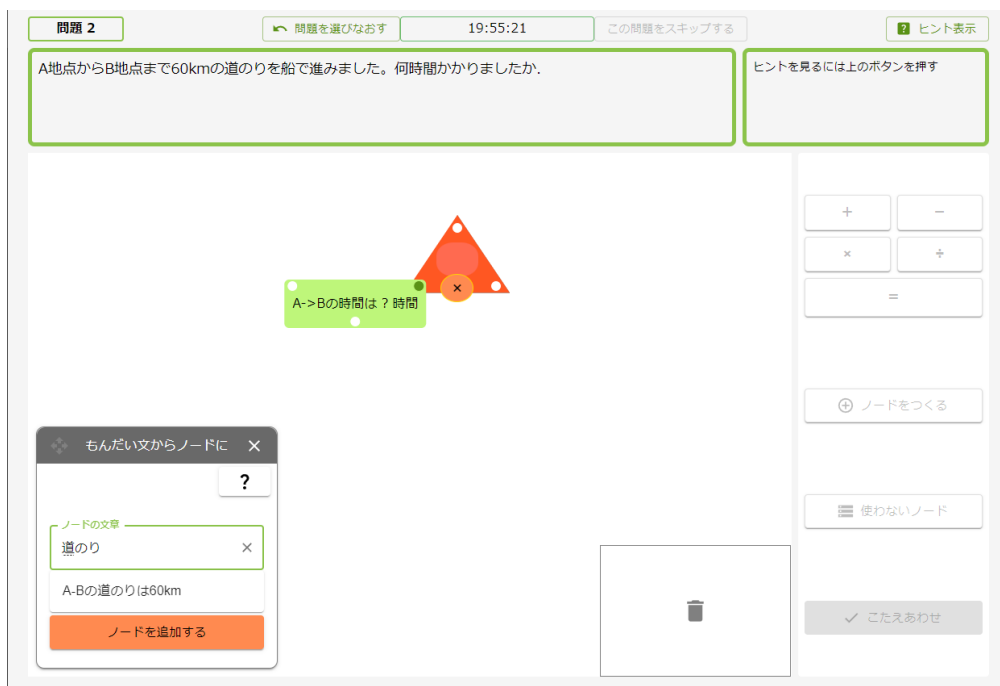 問題 2
問題を選びなおす
19:55:21
この問題をスキップする
? ヒント表示
A地点からB地点まで60kmの道のりを船で進みました。何時間かかりましたか.
ヒントを見るには上のボタンを押す
+
−
×
÷
=
×
A->Bの時間は ? 時間
ノードをつくる
もんだい文からノードに
?
ノードの文章
道のり
A-Bの道のりは60km
ノードを追加する
使わないノード
こたえあわせ